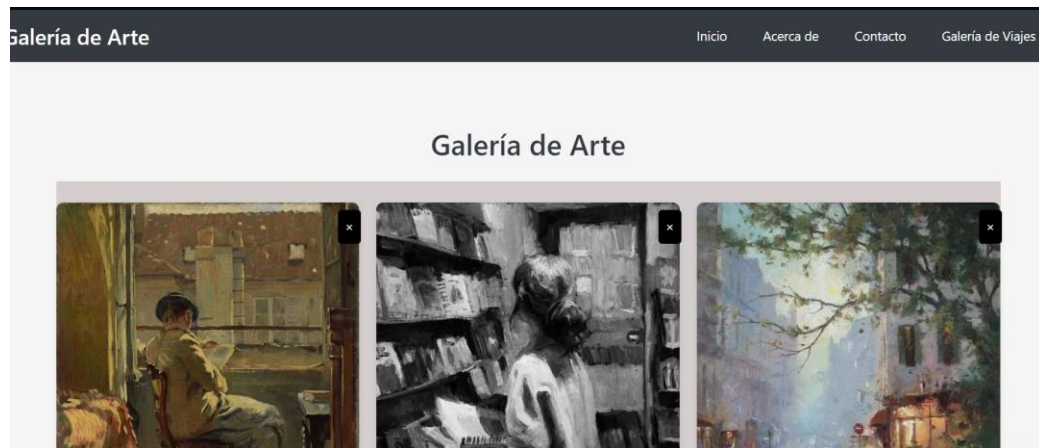 Galería de Arte
Inicio Acerca de Contacto Galería de Viajes
Galería de Arte
× × ×